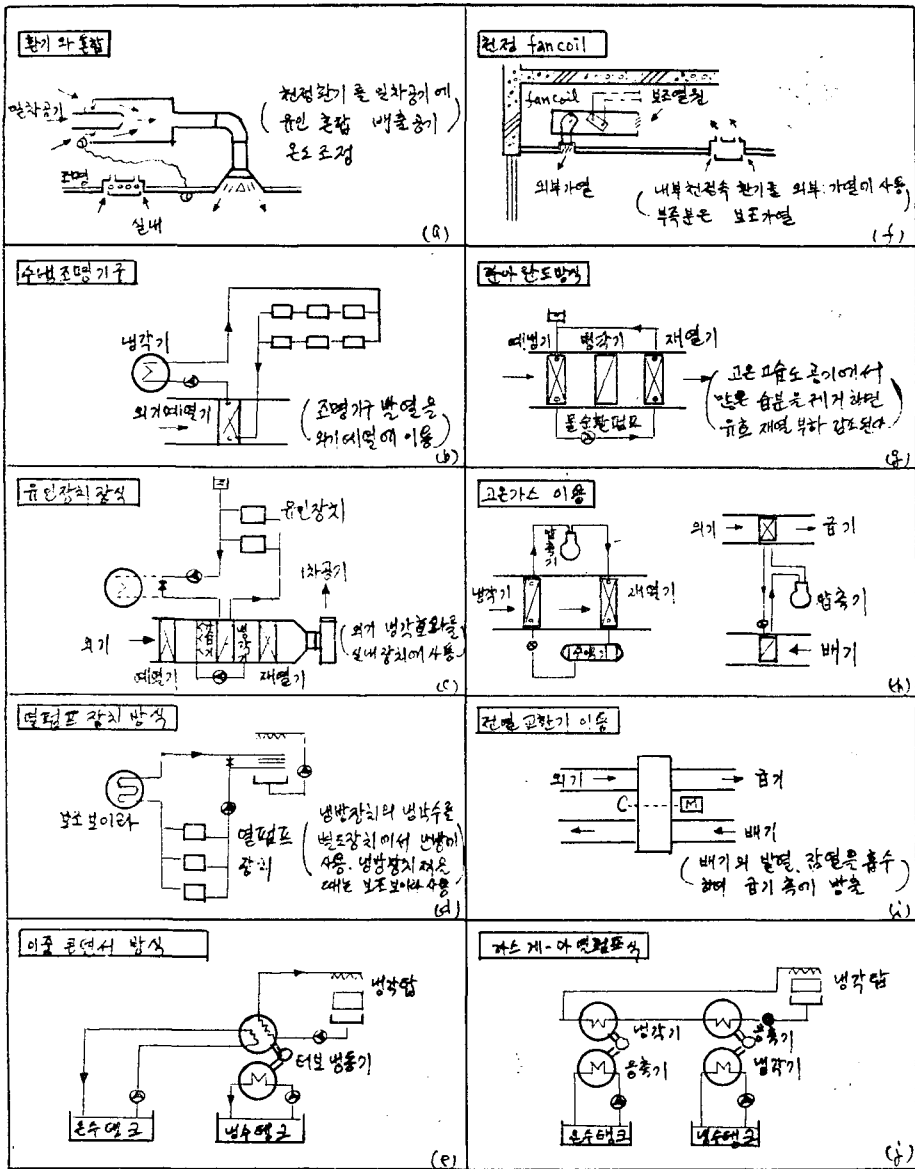 환기와 혼합
천정환기를 일차공기에
유인 혼합 배출공기
온도조정
일차공기
조명
실내
(a)
천정 fancoil
fancoil
보조열원
외부가열
내부천정속 환기를 외부:가열에 사용,
부족분은 보조가열
(f)
수냉조명기구
냉각기
외기예열기
조명기구 발열을
외기예열에 이용
(b)
런아란드방식
예냉기
냉각기
재열기
물순환펌프
고온고습도 공기에서
많은 습분을 제거하면
유효 재열 부하 감소된다.
(g)
유인장치 방식
유인장치
1차공기
외기
예열기
냉각기
재열기
외기 냉각효과를
실내장치에 사용
(c)
고온가스 이용
압축기
냉각기
재열기
수액기
외기
급기
압축기
배기
(h)
열펌프 장치 방식
보조보이라
열펌프
장치
냉방장치의 냉각수를
별도장치에서 난방에
사용. 냉방장치 적은
때는 보조보이라 사용
(d)
전열교환기 이용
외기
급기
C
M
배기
배기의 발열, 잠열을 흡수
하여 급기 측에 방출
(i)
이중 콘덴서 방식
냉각탑
터보 냉동기
온수탱크
냉수탱크
(e)
열펌프식
냉각탑
냉각기
응축기
응축기
냉각기
온수탱크
냉수탱크
(j)